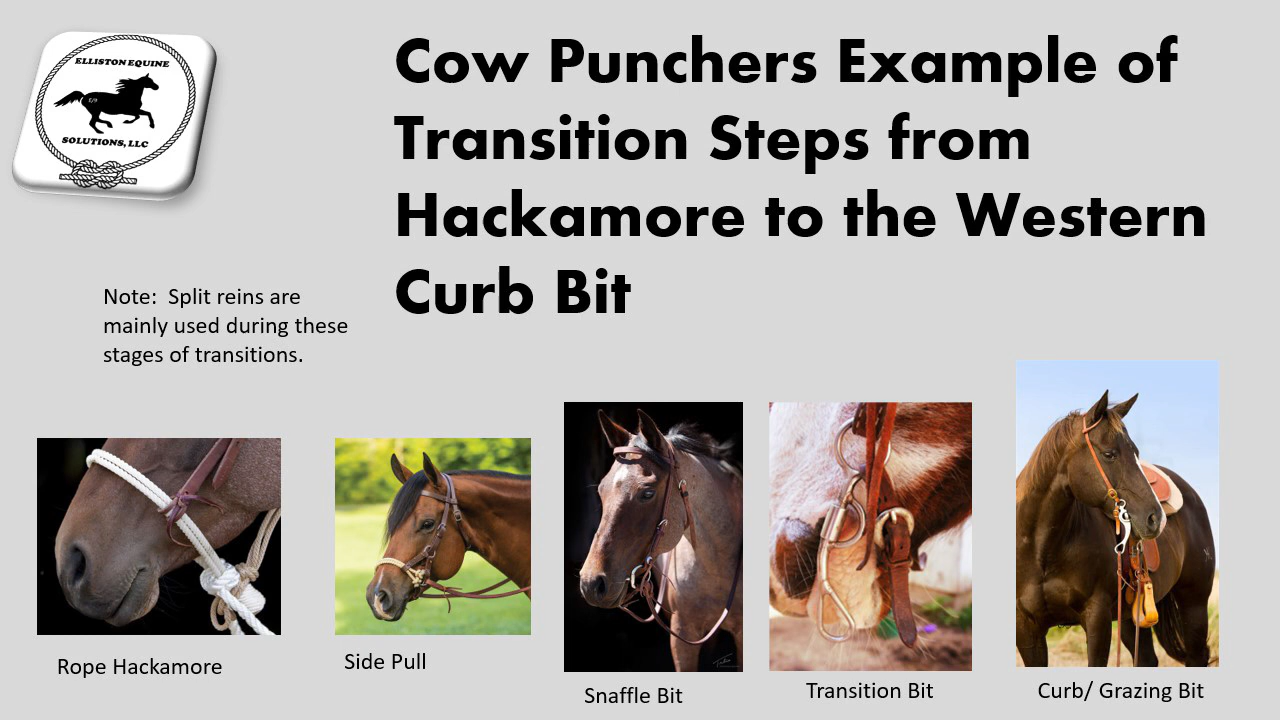 ELLISTON EQUINE
SOLUTIONS, LLC
Cow Punchers Example of
Transition Steps from
Hackamore to the Western
Curb Bit
Note:  Split reins are
mainly used during these
stages of transitions.
Rope Hackamore
Side Pull
Snaffle Bit
Transition Bit
Curb/ Grazing Bit